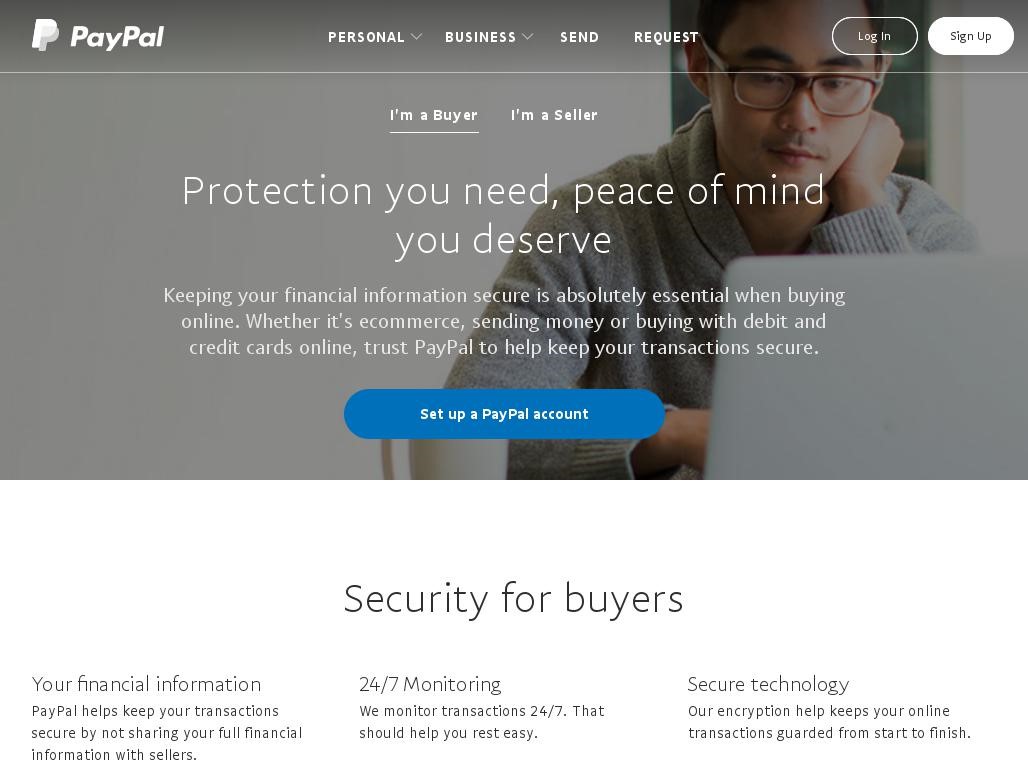 PayPal
PERSONAL
BUSINESS
SEND
REQUEST
Log In
Sign Up
I'm a Buyer
I'm a Seller
Protection you need, peace of mind
you deserve
Keeping your financial information secure is absolutely essential when buying
online. Whether it's ecommerce, sending money or buying with debit and
credit cards online, trust PayPal to help keep your transactions secure.
Set up a PayPal account
Security for buyers
Your financial information
PayPal helps keep your transactions
secure by not sharing your full financial
information with sellers.
24/7 Monitoring
We monitor transactions 24/7. That
should help you rest easy.
Secure technology
Our encryption help keeps your online
transactions guarded from start to finish.